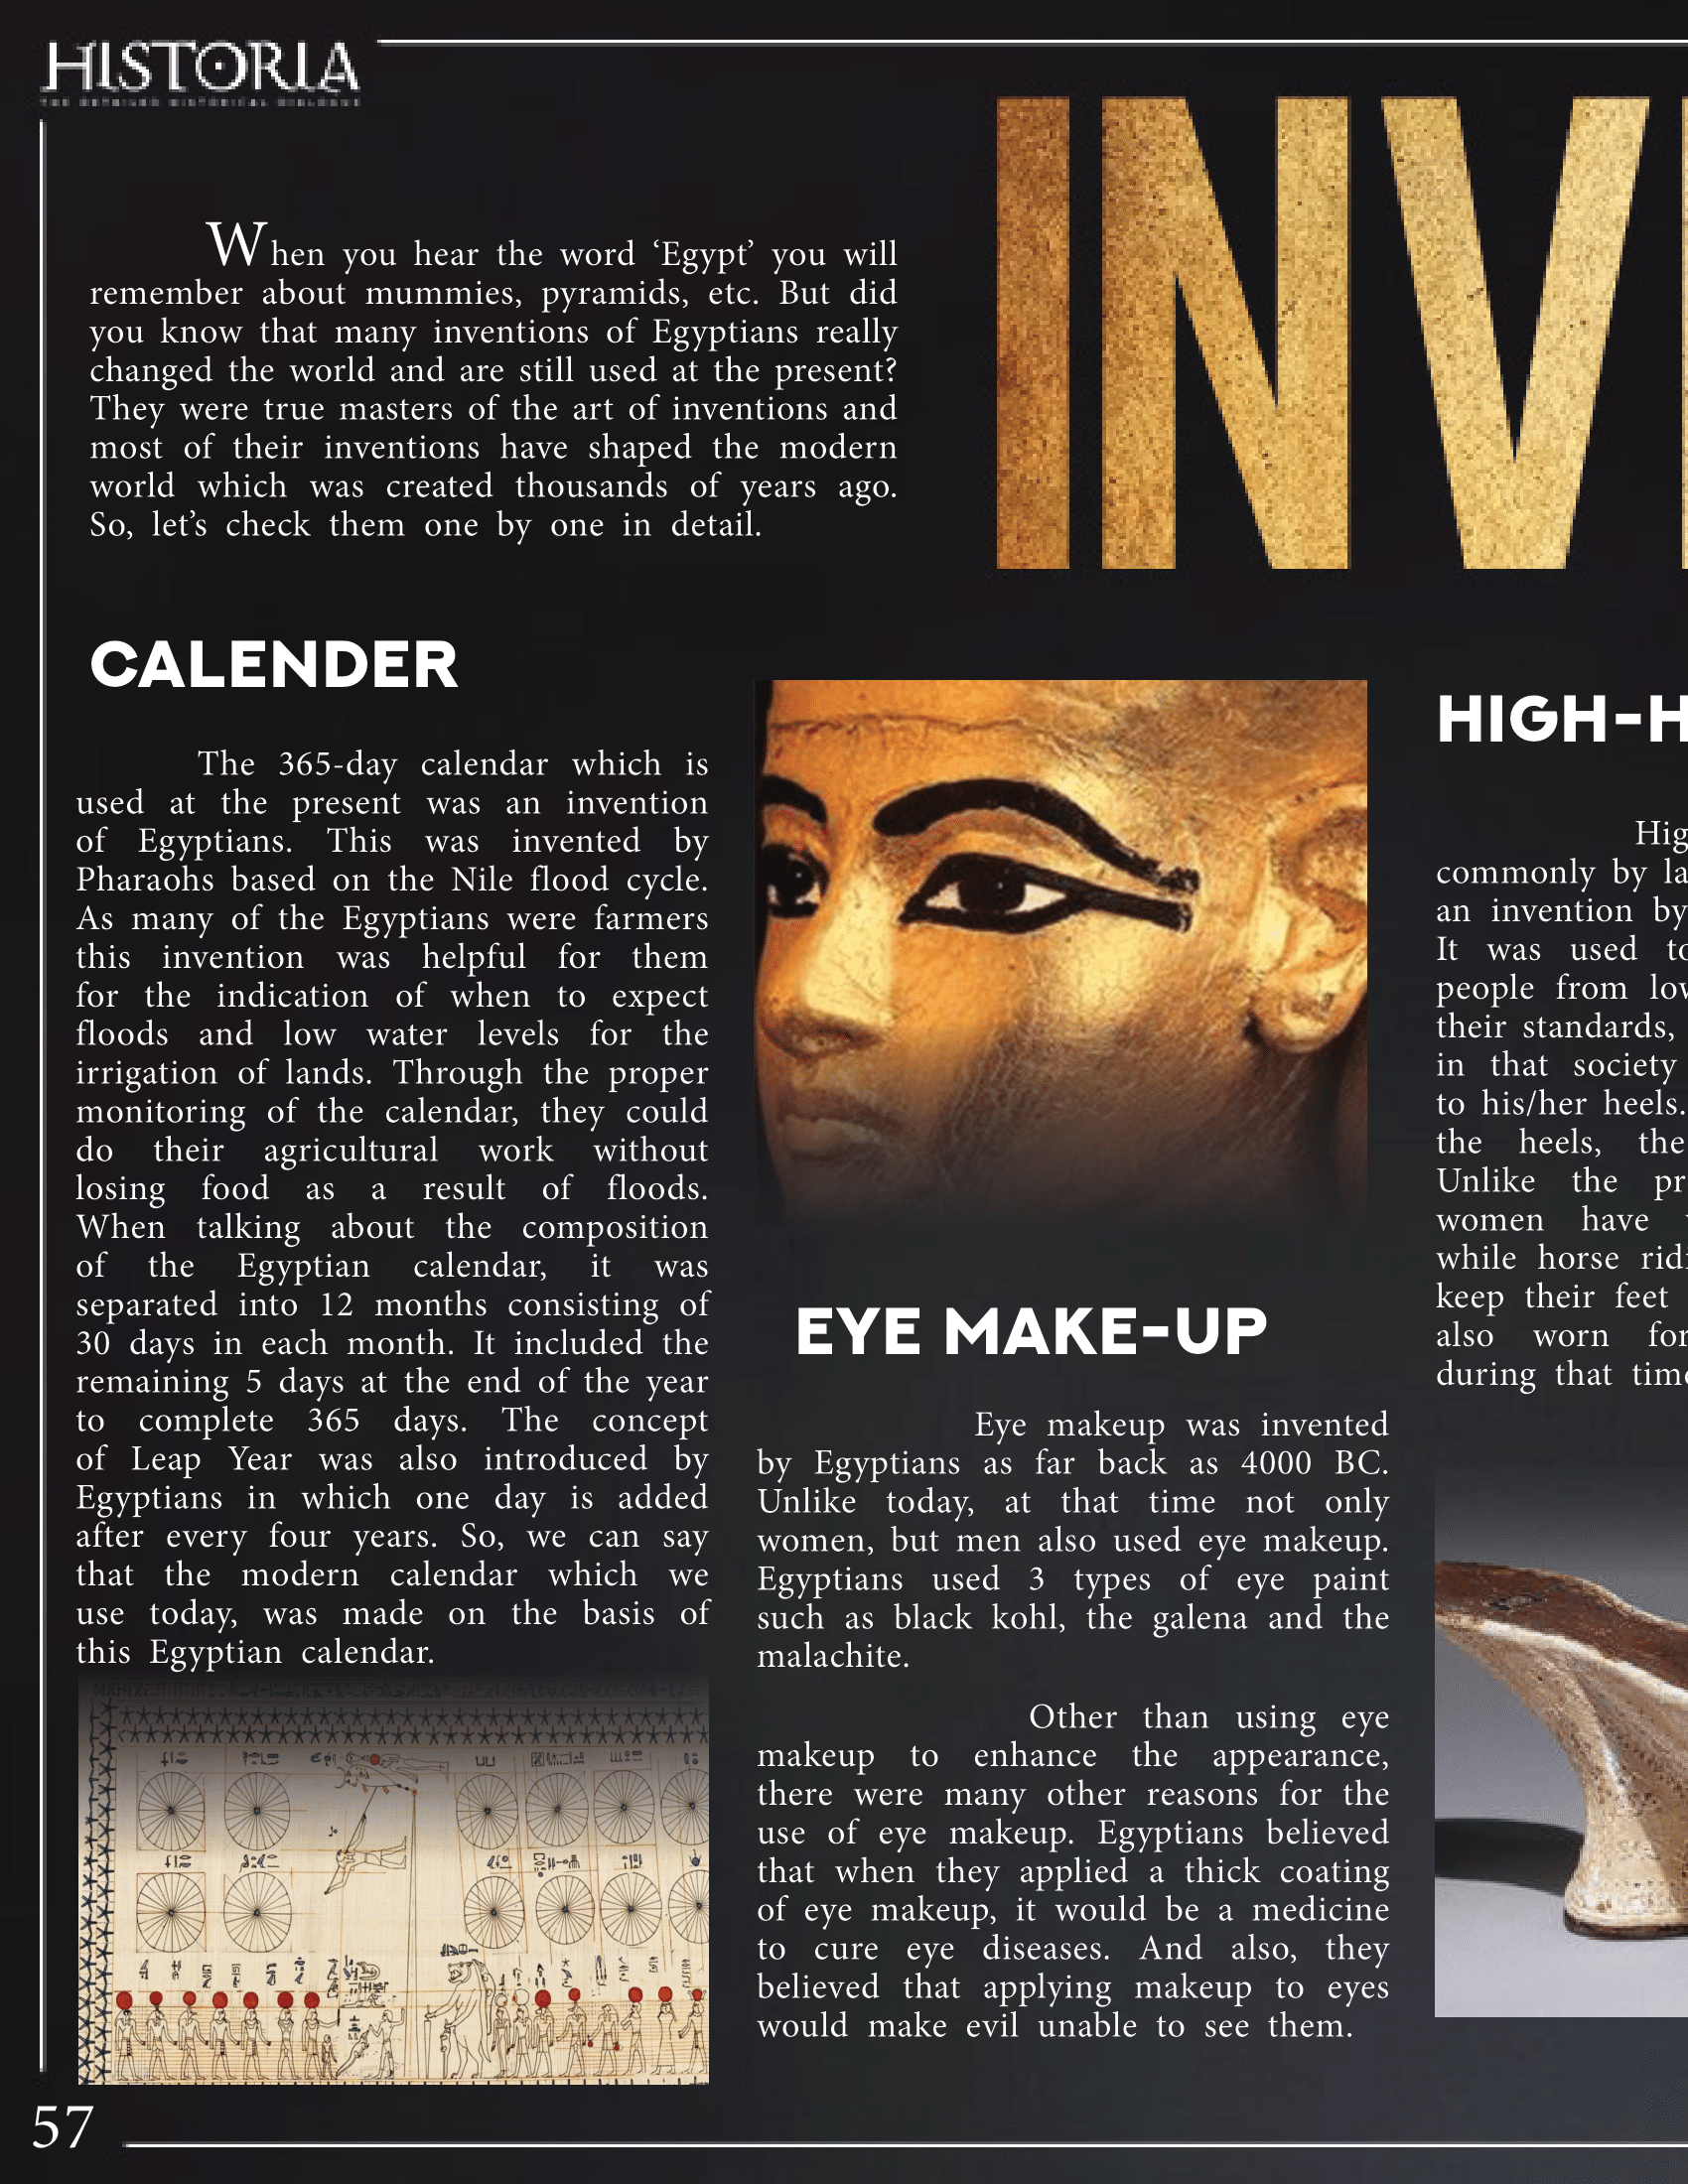 HISTORIA
INV
When you hear the word ‘Egypt’ you will
remember about mummies, pyramids, etc. But did
you know that many inventions of Egyptians really
changed the world and are still used at the present?
They were true masters of the art of inventions and
most of their inventions have shaped the modern
world which was created thousands of years ago.
So, let’s check them one by one in detail.
CALENDER
The 365-day calendar which is
used at the present was an invention
of Egyptians. This was invented by
Pharaohs based on the Nile flood cycle.
As many of the Egyptians were farmers
this invention was helpful for them
for the indication of when to expect
floods and low water levels for the
irrigation of lands. Through the proper
monitoring of the calendar, they could
do their agricultural work without
losing food as a result of floods.
When talking about the composition
of the Egyptian calendar, it was
separated into 12 months consisting of
30 days in each month. It included the
remaining 5 days at the end of the year
to complete 365 days. The concept
of Leap Year was also introduced by
Egyptians in which one day is added
after every four years. So, we can say
that the modern calendar which we
use today, was made on the basis of
this Egyptian calendar.
EYE MAKE-UP
Eye makeup was invented
by Egyptians as far back as 4000 BC.
Unlike today, at that time not only
women, but men also used eye makeup.
Egyptians used 3 types of eye paint
such as black kohl, the galena and the
malachite.
Other than using eye
makeup to enhance the appearance,
there were many other reasons for the
use of eye makeup. Egyptians believed
that when they applied a thick coating
of eye makeup, it would be a medicine
to cure eye diseases. And also, they
believed that applying makeup to eyes
would make evil unable to see them.
HIGH-H
Hig
commonly by la
an invention by
It was used to
people from low
their standards,
in that society
to his/her heels.
the heels, the
Unlike the pr
women have
while horse ridi
keep their feet
also worn for
during that time
57